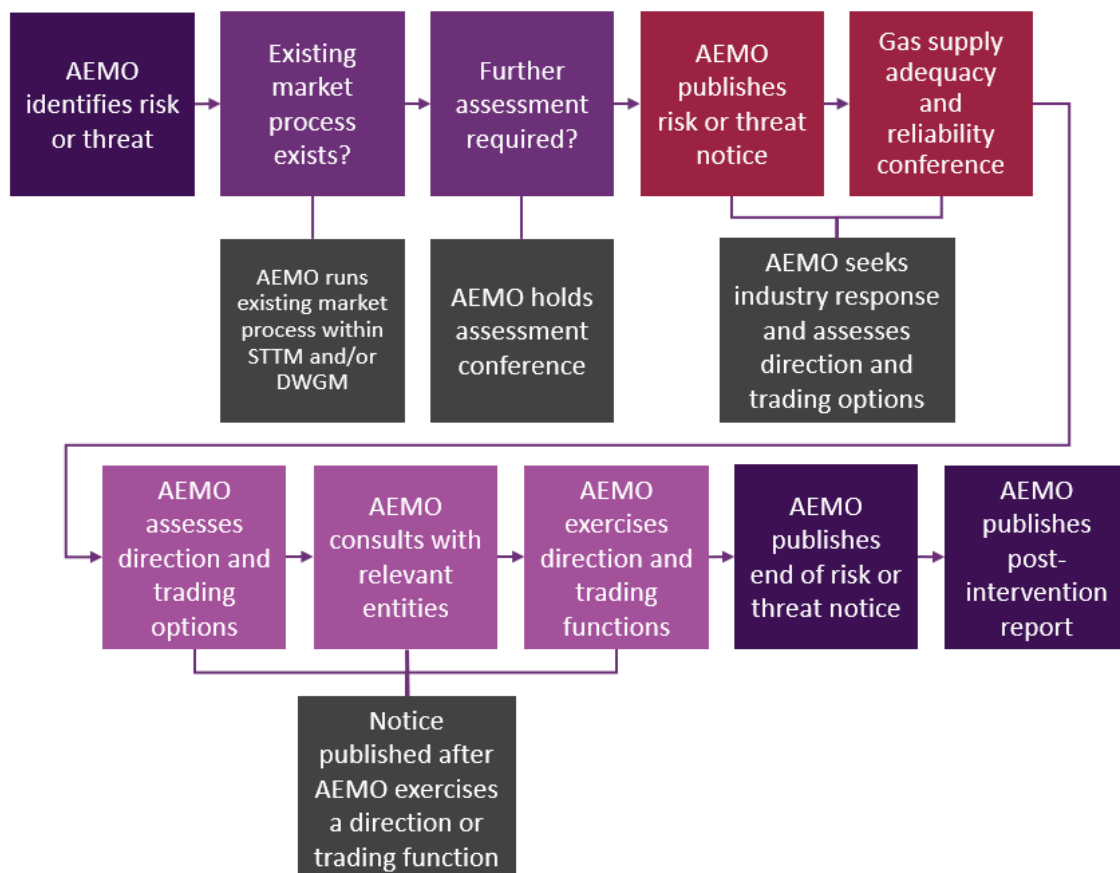 AEMO
identifies risk
or threat
Existing
market
process
exists?
Further
assessment
required?
AEMO
publishes
risk or threat
notice
Gas supply
adequacy
and
reliability
conference
AEMO runs
existing market
process within
STTM and/or
DWGM
AEMO holds
assessment
conference
AEMO seeks
industry response
and assesses
direction and
trading options
AEMO
assesses
direction and
trading
options
AEMO
consults with
relevant
entities
AEMO
exercises
direction and
trading
functions
AEMO
publishes
end of risk or
threat notice
AEMO
publishes
post-
intervention
report
Notice
published after
AEMO exercises
a direction or
trading function